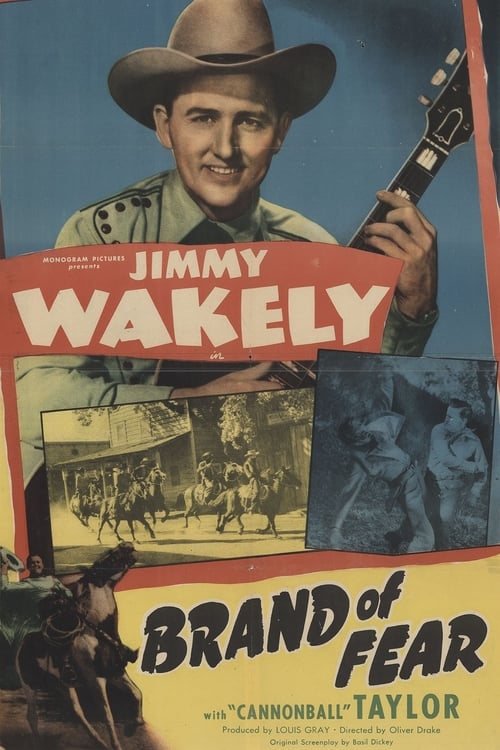 MONOGRAM PICTURES
presents
JIMMY
WAKELY
in
BRAND OF
FEAR
with "CANNONBALL" TAYLOR
Produced by LOUIS GRAY • Directed by Oliver Drake
Original Screenplay by Basil Dickey